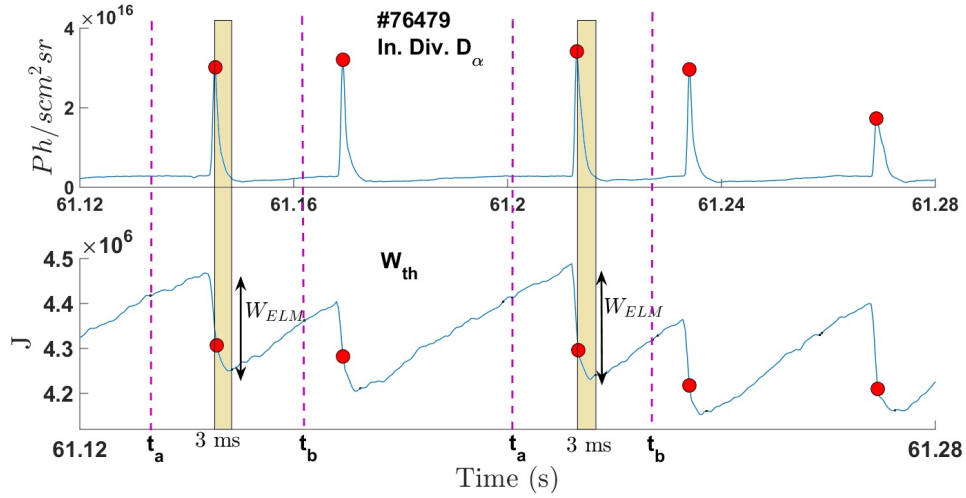 #76479
In. Div. Dα
×10^16
Ph/scm^2sr
4
2
0
61.12 61.16 61.2 61.24 61.28
×10^6
W_th
J
4.5
4.4
4.3
4.2
W_ELM W_ELM
61.12 t_a 3 ms t_b t_a 3 ms t_b 61.28
Time (s)